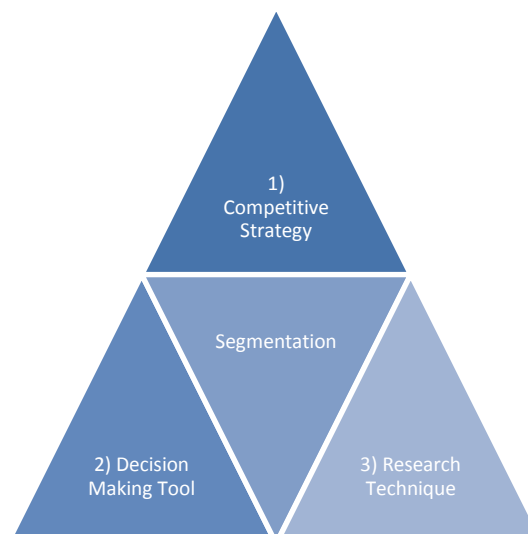 1)
Competitive
Strategy
Segmentation
2) Decision
Making Tool
3) Research
Technique